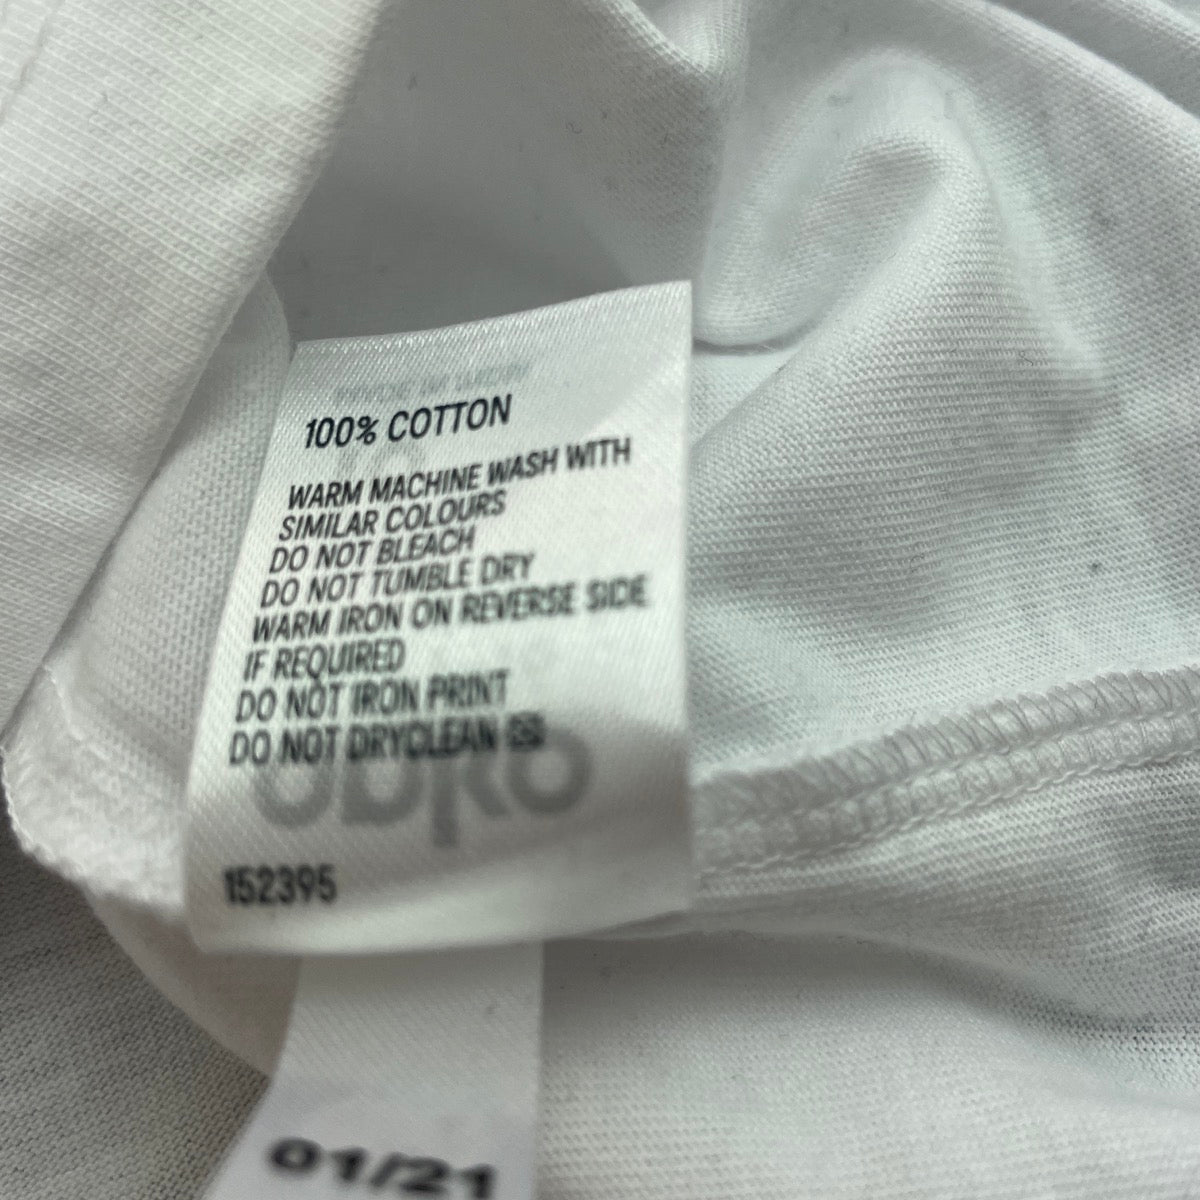 100% COTTON
WARM MACHINE WASH WITH
SIMILAR COLOURS
DO NOT BLEACH
DO NOT TUMBLE DRY
WARM IRON ON REVERSE SIDE
IF REQUIRED
DO NOT IRON PRINT
DO NOT DRYCLEAN
152395
01/21